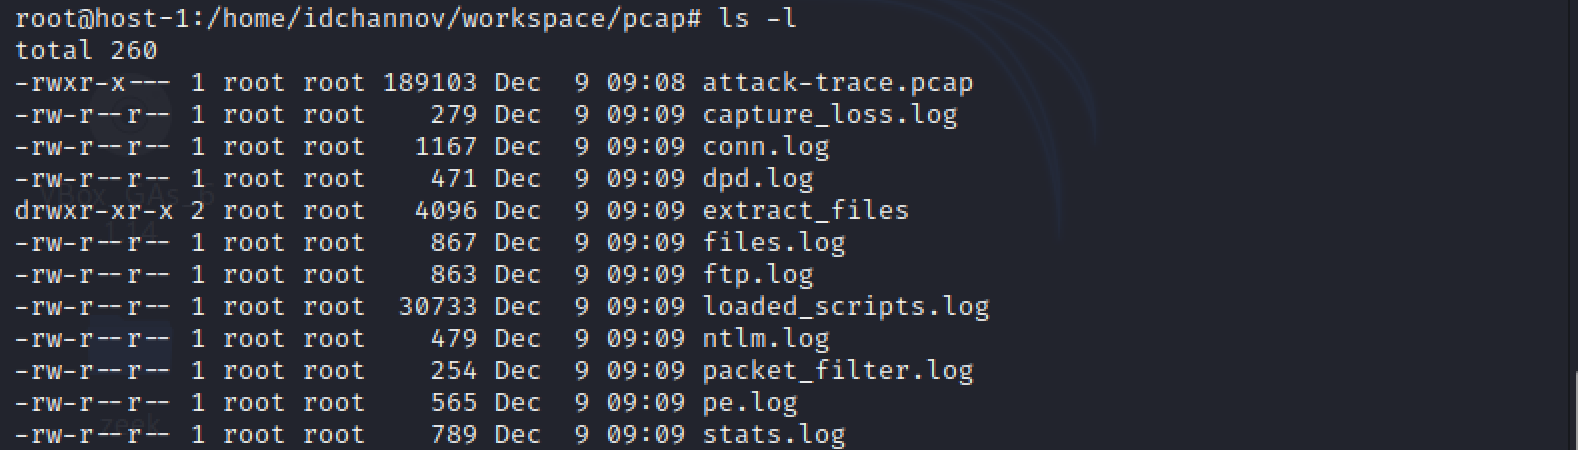 root@host-1:/home/idchannov/workspace/pcap# ls -l
total 260
-rwxr-x--- 1 root root 189103 Dec  9 09:08 attack-trace.pcap
-rw-r--r-- 1 root root    279 Dec  9 09:09 capture_loss.log
-rw-r--r-- 1 root root   1167 Dec  9 09:09 conn.log
-rw-r--r-- 1 root root    471 Dec  9 09:09 dpd.log
drwxr-xr-x 2 root root   4096 Dec  9 09:09 extract_files
-rw-r--r-- 1 root root    867 Dec  9 09:09 files.log
-rw-r--r-- 1 root root    863 Dec  9 09:09 ftp.log
-rw-r--r-- 1 root root  30733 Dec  9 09:09 loaded_scripts.log
-rw-r--r-- 1 root root    479 Dec  9 09:09 ntlm.log
-rw-r--r-- 1 root root    254 Dec  9 09:09 packet_filter.log
-rw-r--r-- 1 root root    565 Dec  9 09:09 pe.log
-rw-r--r-- 1 root root    789 Dec  9 09:09 stats.log
zeek